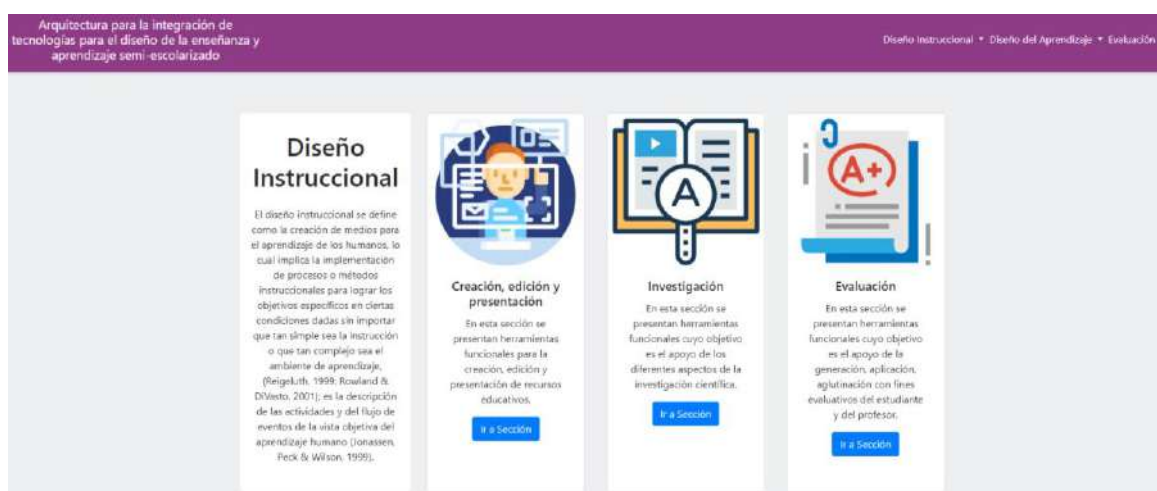 Arquitectura para la integración de
tecnologías para el diseño de la enseñanza y
aprendizaje semi-escolarizado
Diseño Instruccional
Diseño del Aprendizaje
Evaluación
Diseño
Instruccional
El diseño instruccional se define
como la creación de medios para
el aprendizaje de los humanos, lo
cual implica la implementación
de procesos o métodos
instruccionales para lograr los
objetivos específicos en ciertas
condiciones dadas sin importar
que tan simple sea la instrucción
o que tan complejo sea el
ambiente de aprendizaje,
(Reigeluth, 1999; Rowland &
DiVasto, 2001); es la descripción
de las actividades y del flujo de
eventos de la vista objetiva del
aprendizaje humano (Jonassen,
Peck & Wilson, 1999).
Creación, edición y
presentación
En esta sección se
presentan herramientas
funcionales para la
creación, edición y
presentación de recursos
educativos.
Ir a Sección
A
Investigación
En esta sección se
presentan herramientas
funcionales cuyo objetivo
es el apoyo de los
diferentes aspectos de la
investigación científica.
Ir a Sección
A+
Evaluación
En esta sección se
presentan herramientas
funcionales cuyo objetivo
es el apoyo de la
generación, aplicación,
aglutinación con fines
evaluativos del estudiante
y del profesor.
Ir a Sección